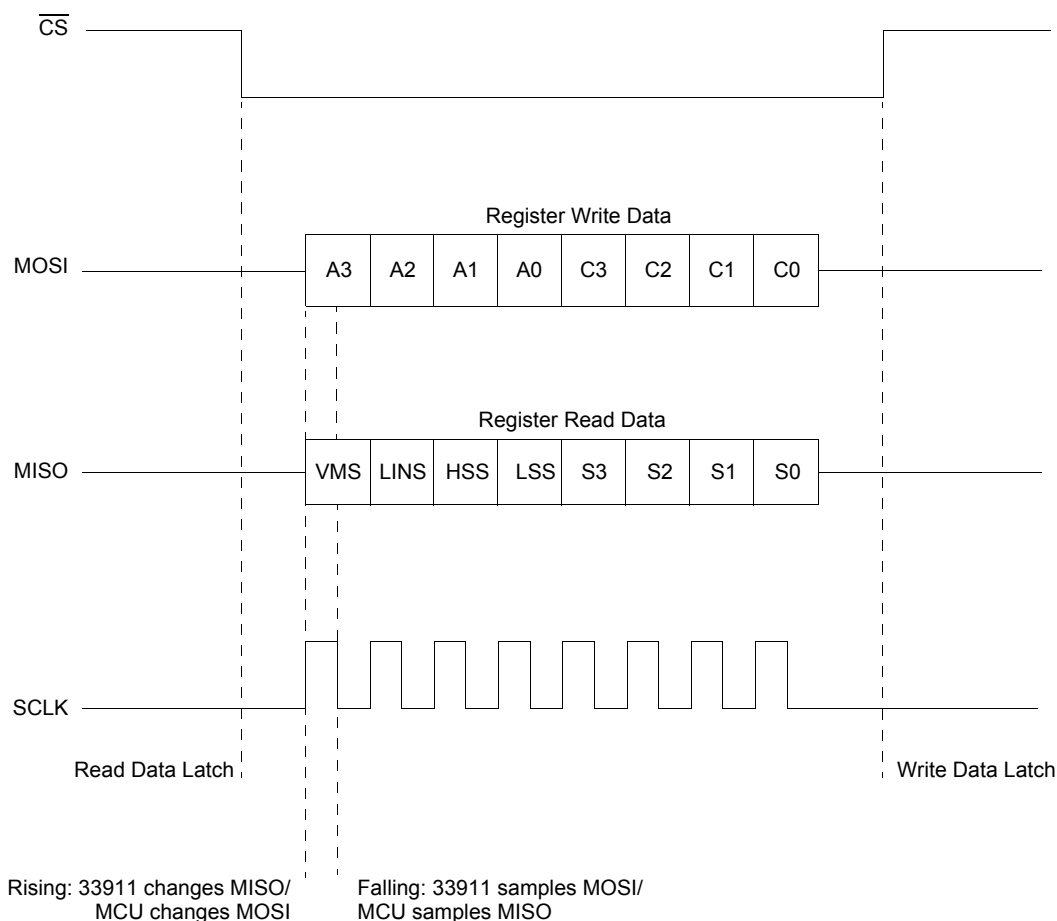 CS
Register Write Data
MOSI A3 A2 A1 A0 C3 C2 C1 C0
Register Read Data
MISO VMS LINS HSS LSS S3 S2 S1 S0
SCLK
Read Data Latch Write Data Latch
Rising: 33911 changes MISO/ Falling: 33911 samples MOSI/
MCU changes MOSI MCU samples MISO